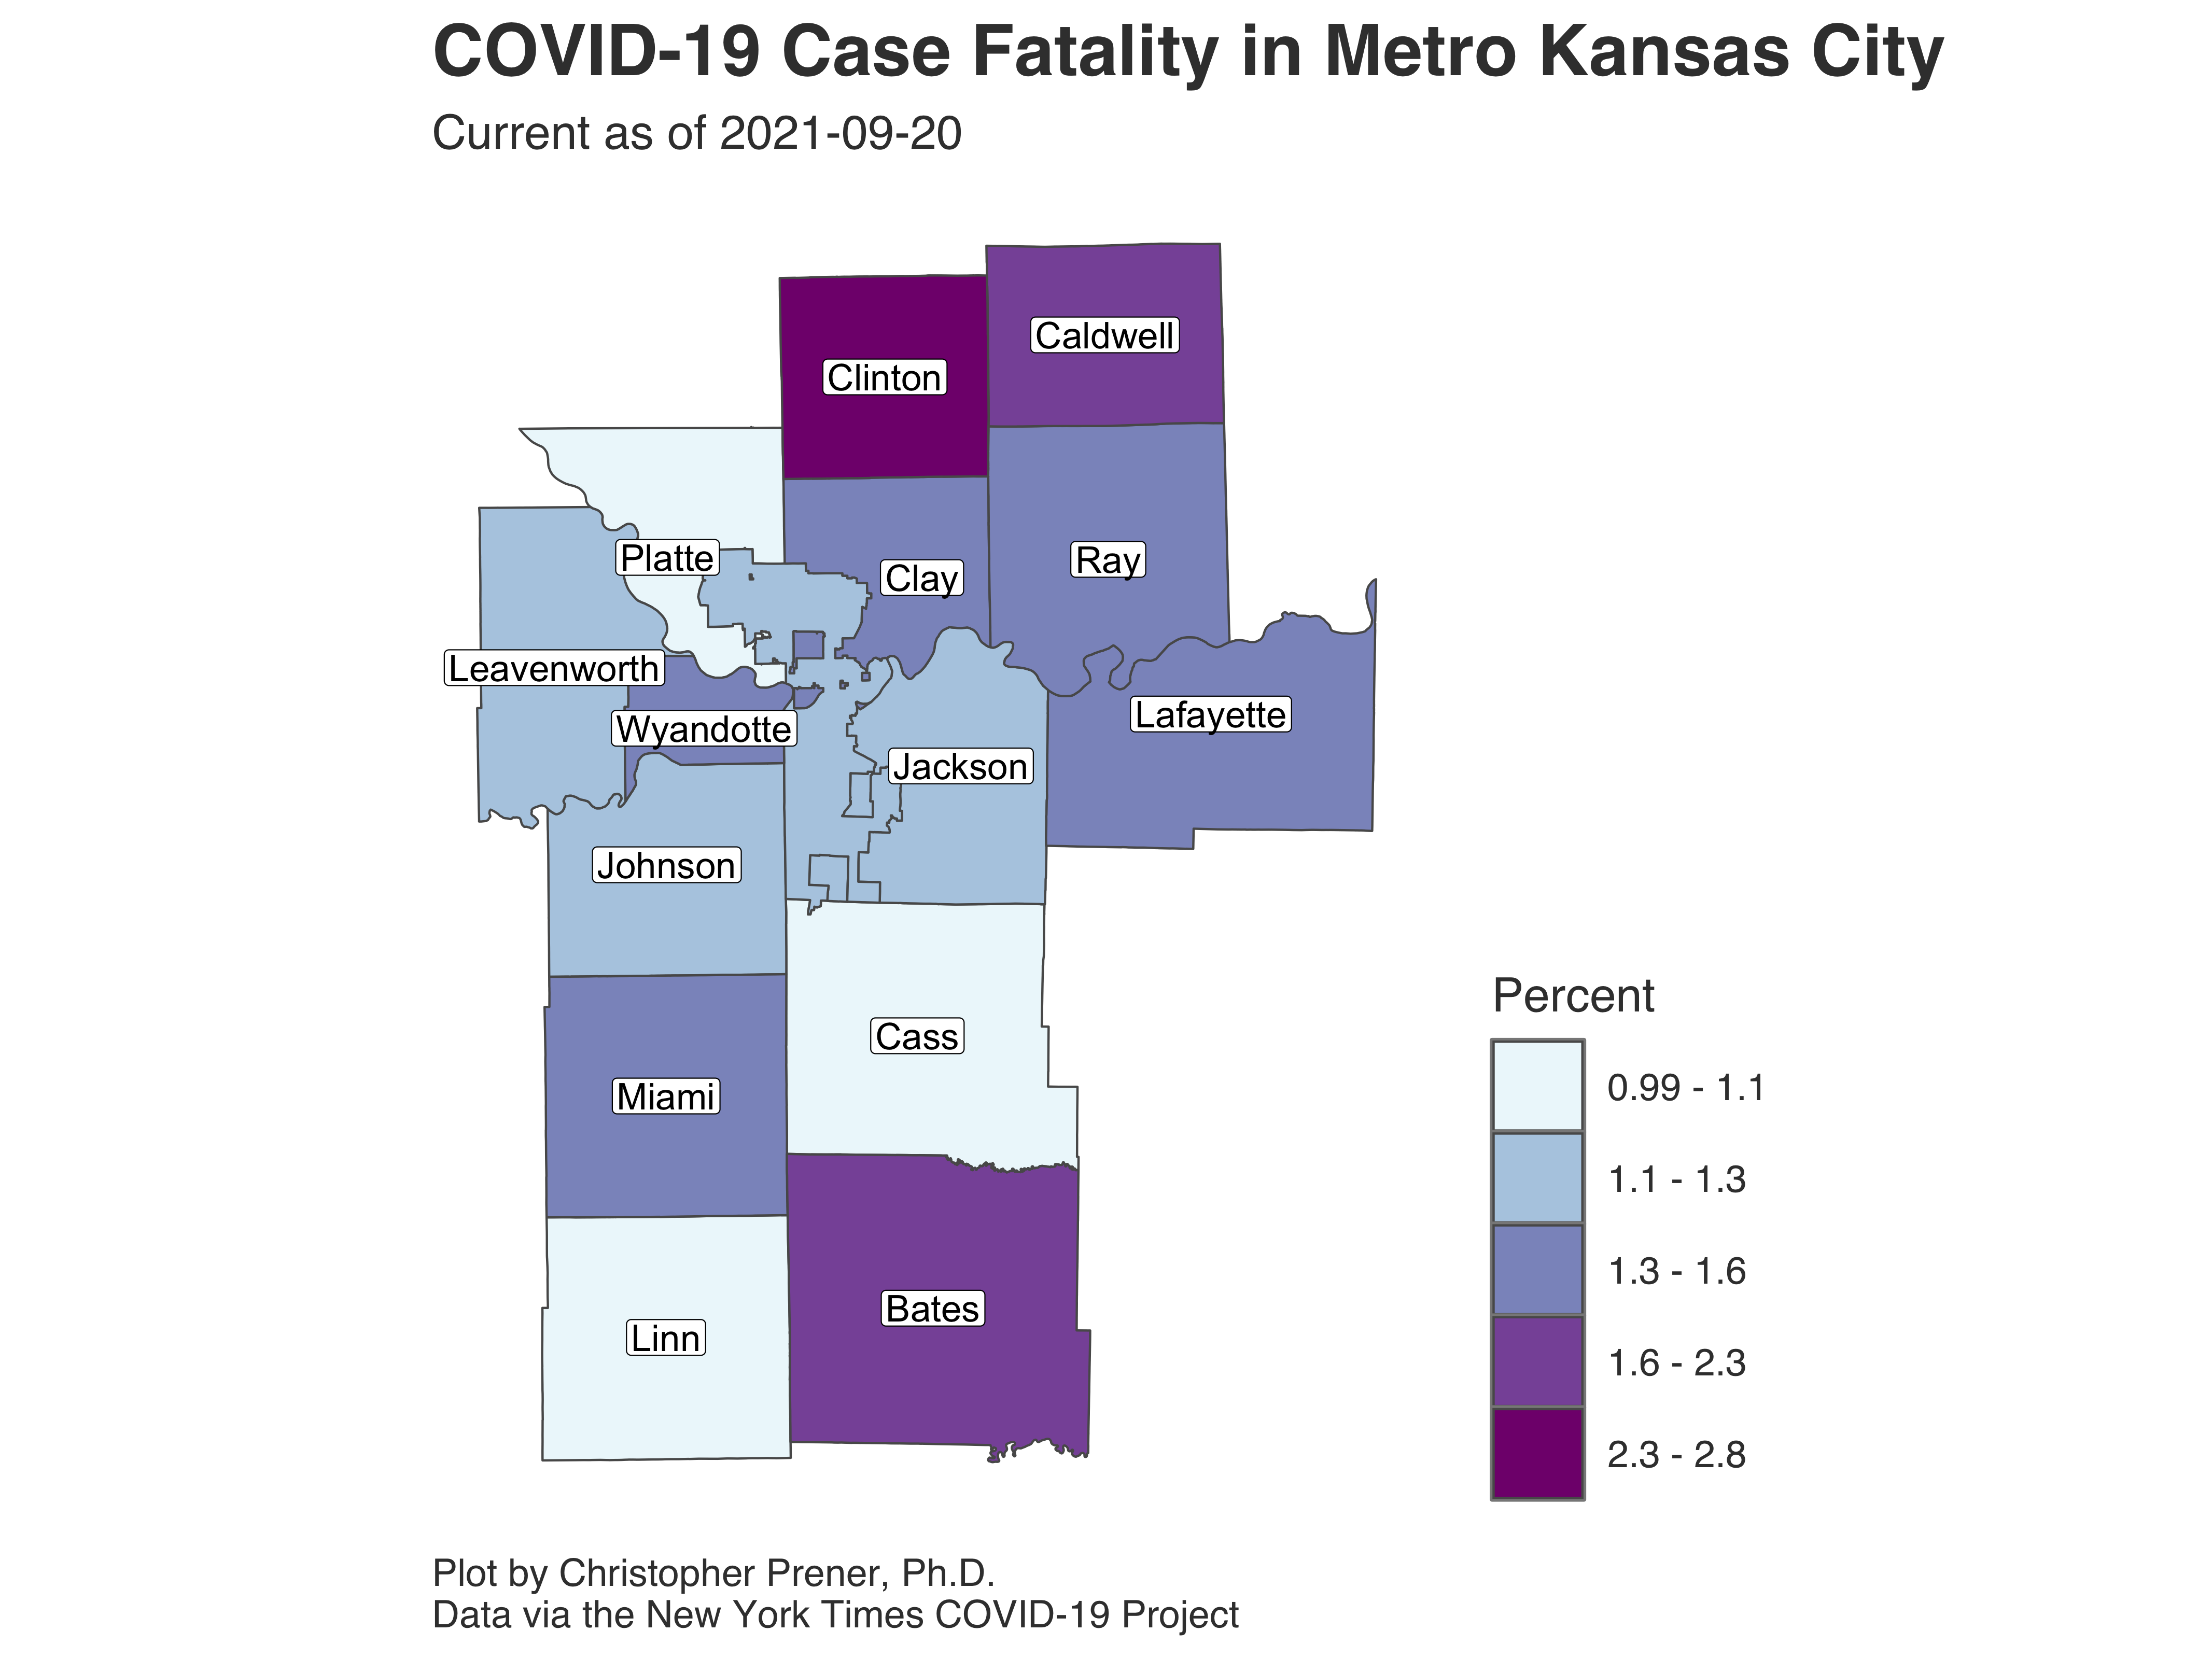 COVID-19 Case Fatality in Metro Kansas City
Current as of 2021-09-20
Caldwell
Clinton
Platte
Clay
Ray
Leavenworth
Wyandotte
Lafayette
Jackson
Johnson
Cass
Miami
Bates
Linn
Percent
0.99 - 1.1
1.1 - 1.3
1.3 - 1.6
1.6 - 2.3
2.3 - 2.8
Plot by Christopher Prener, Ph.D.
Data via the New York Times COVID-19 Project